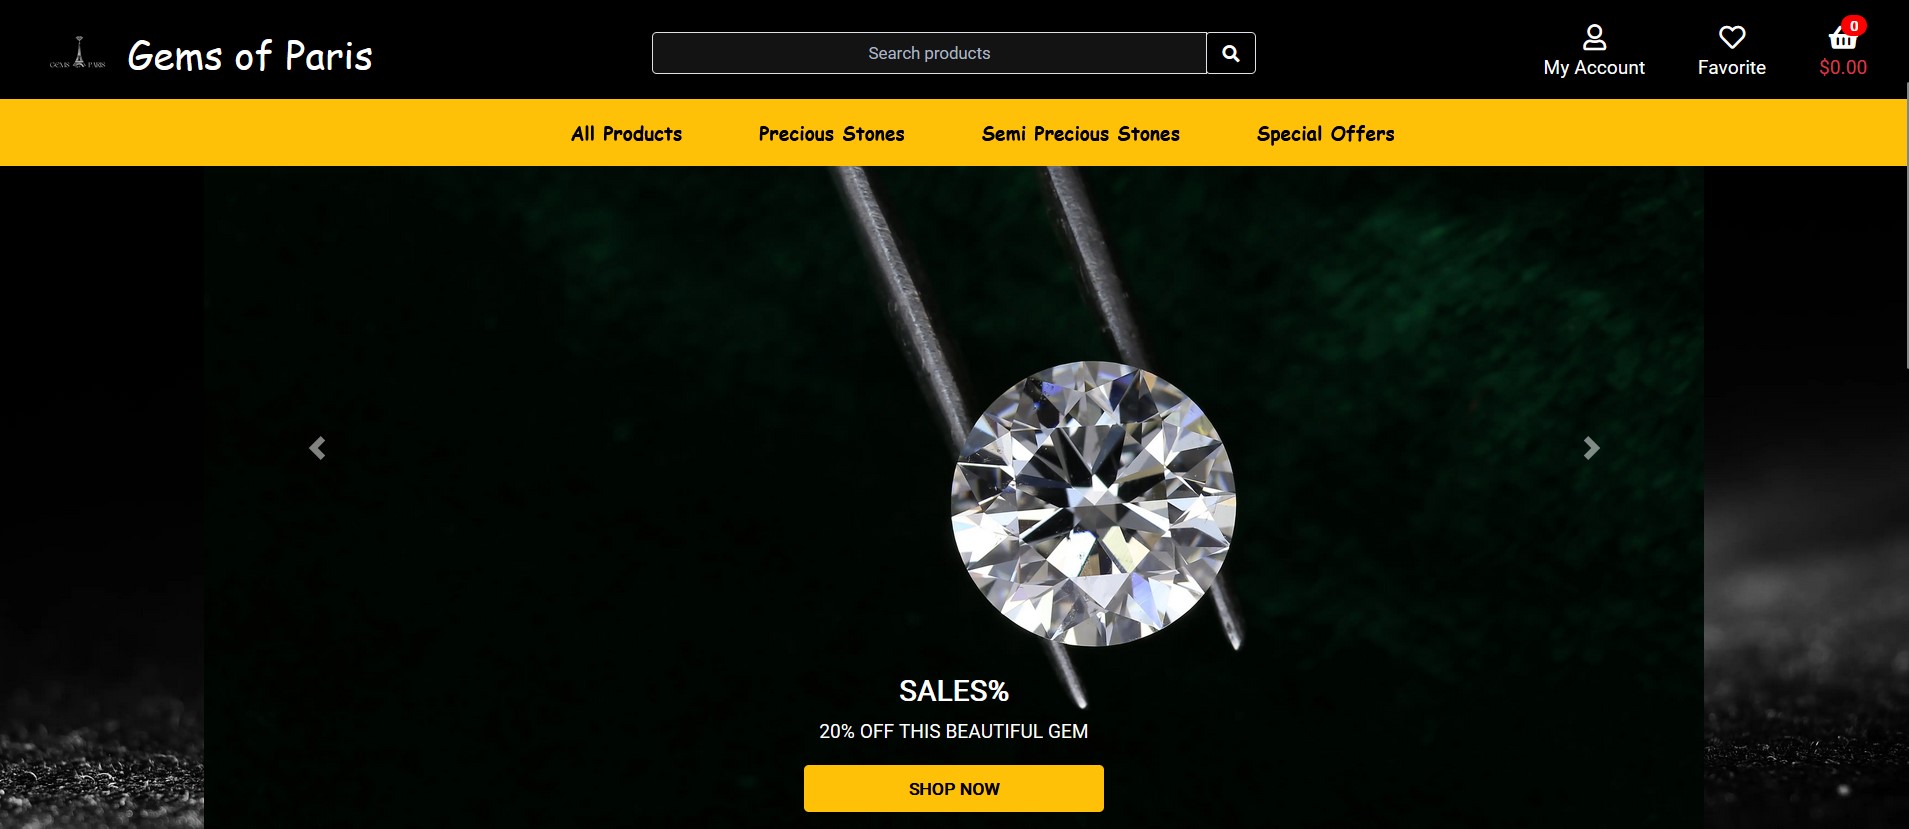 GEMS PARIS
Gems of Paris
Search products
My Account
Favorite
0
$0.00
All Products
Precious Stones
Semi Precious Stones
Special Offers
SALES%
20% OFF THIS BEAUTIFUL GEM
SHOP NOW